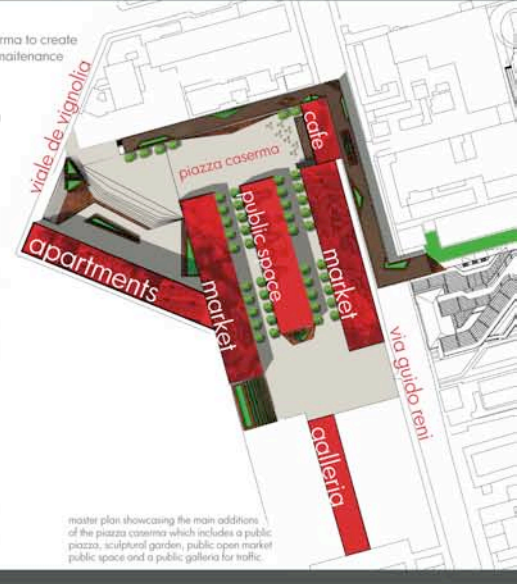 rma to create
maitenance
viale de vignolia
cafe
piazza caserma
public space
apartments
market
market
via guido reni
galleria
master plan showcasing the main additions
of the piazza caserma which includes a public
piazza, sculptural garden, public open market
public space and a public galleria for traffic.